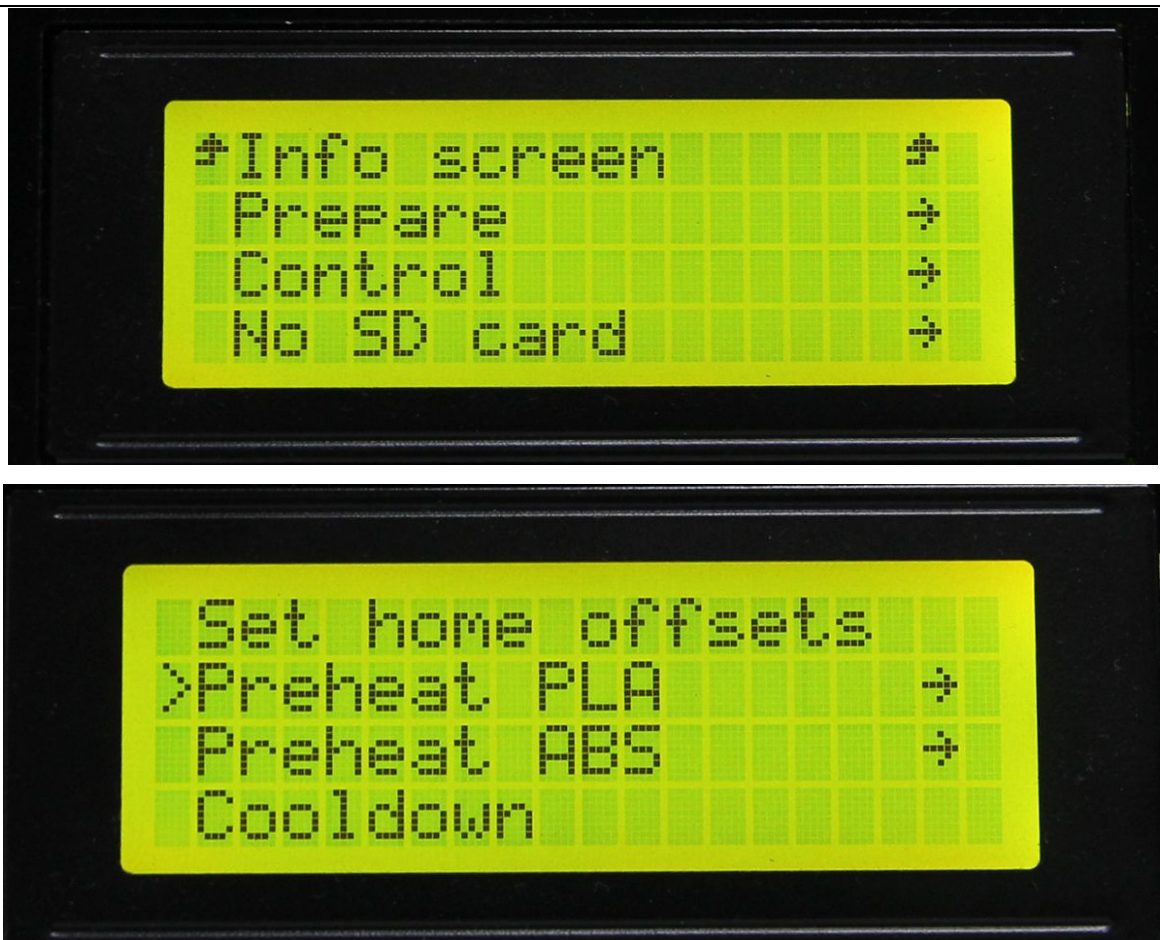 Info screen
Prepare
Control
No SD card
Set home offsets
>Preheat PLA
Preheat ABS
Cooldown